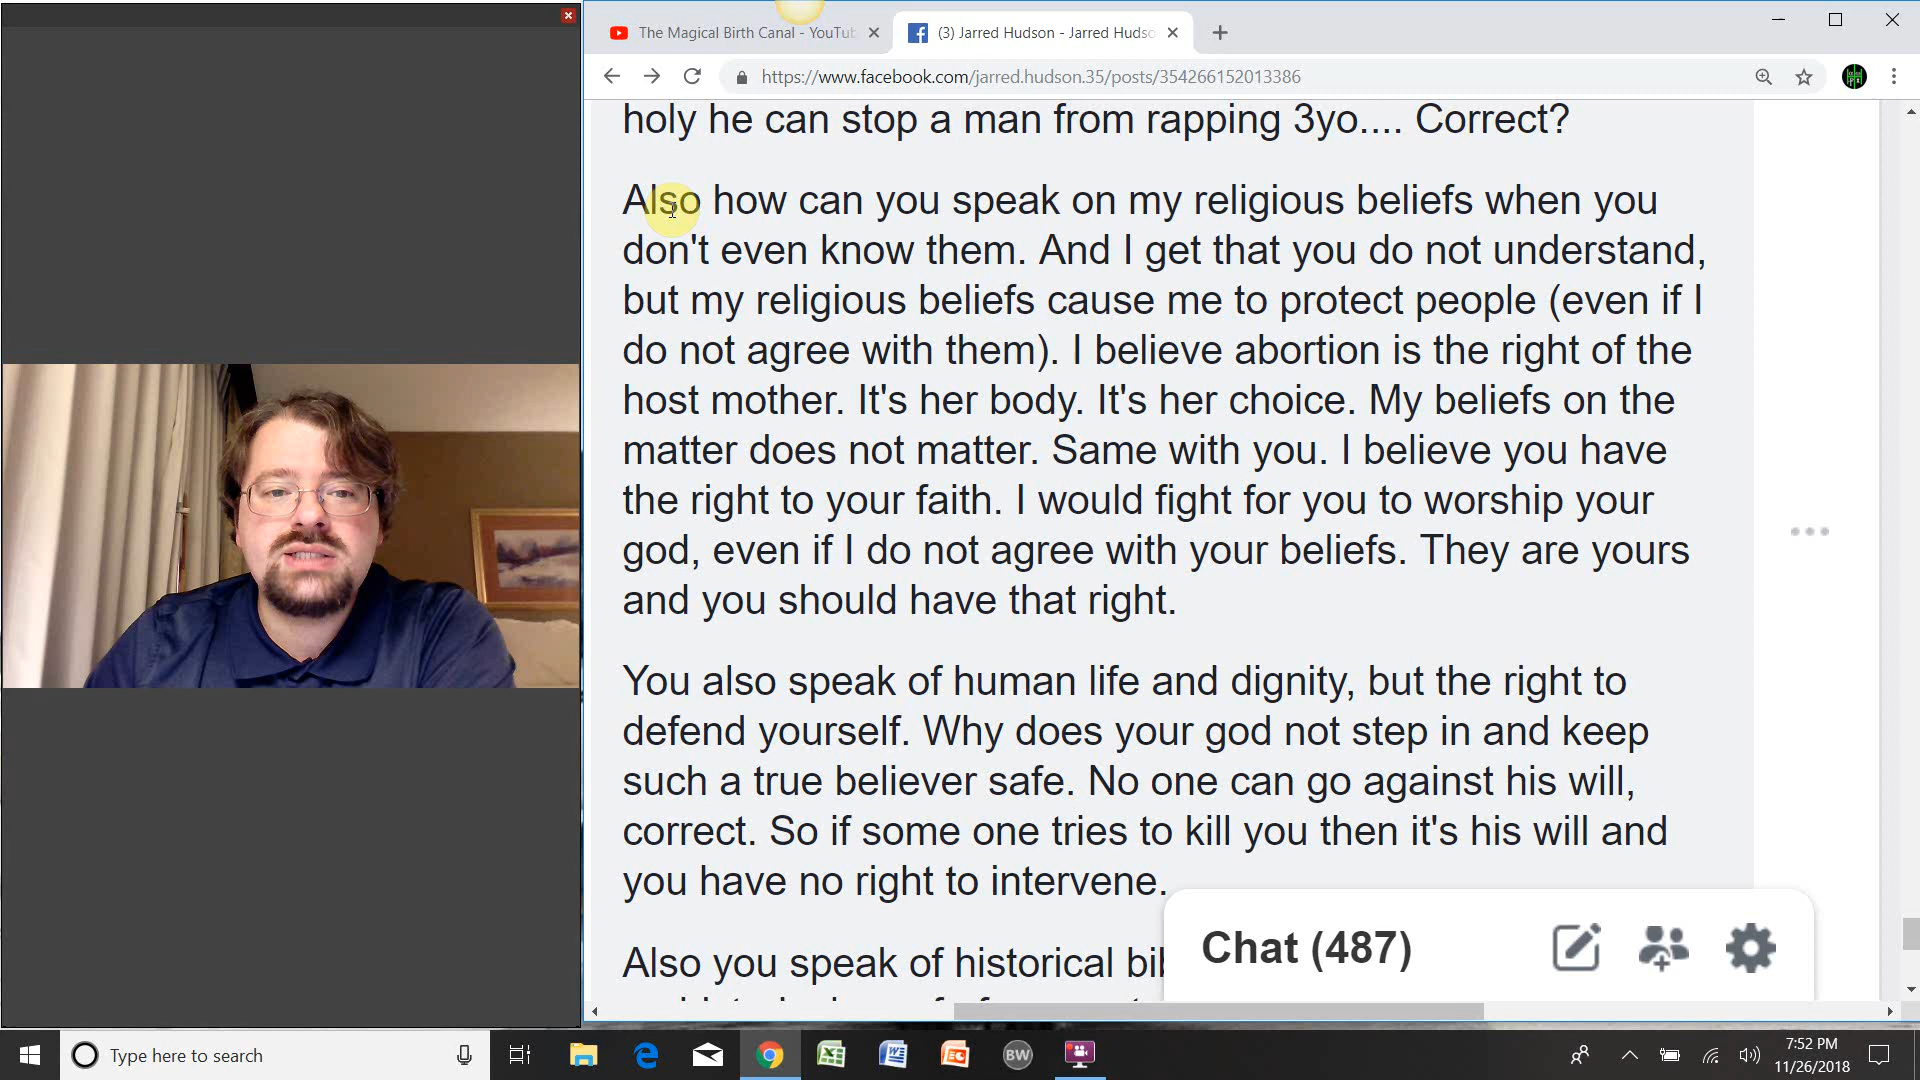 The Magical Birth Canal - YouTub
(3) Jarred Hudson - Jarred Hudso
https://www.facebook.com/jarred.hudson.35/posts/354266152013386
holy he can stop a man from rapping 3yo.... Correct?
Also how can you speak on my religious beliefs when you
don't even know them. And I get that you do not understand,
but my religious beliefs cause me to protect people (even if I
do not agree with them). I believe abortion is the right of the
host mother. It's her body. It's her choice. My beliefs on the
matter does not matter. Same with you. I believe you have
the right to your faith. I would fight for you to worship your
god, even if I do not agree with your beliefs. They are yours
and you should have that right.
You also speak of human life and dignity, but the right to
defend yourself. Why does your god not step in and keep
such a true believer safe. No one can go against his will,
correct. So if some one tries to kill you then it's his will and
you have no right to intervene.
Also you speak of historical
Chat (487)
Type here to search
BW
7:52 PM
11/26/2018